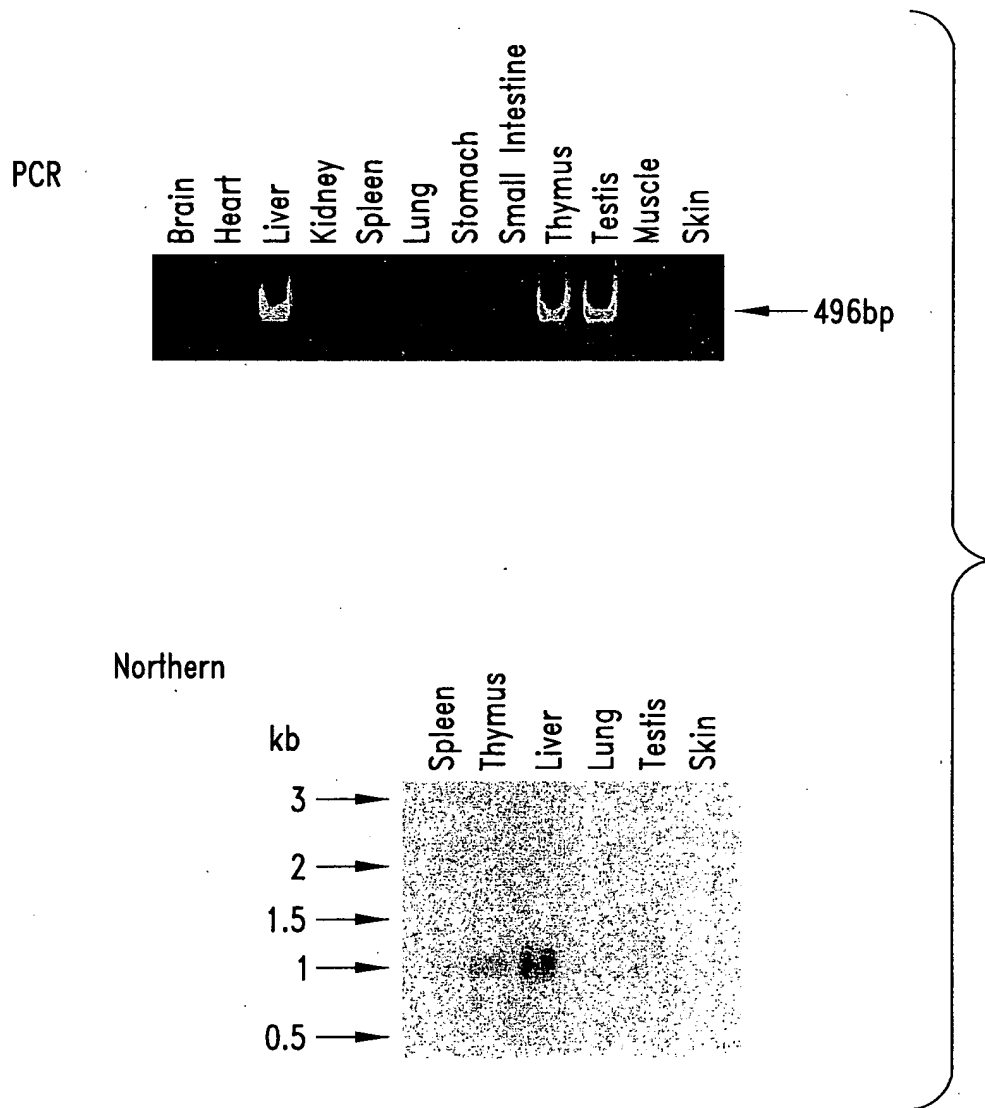 PCR
Brain
Heart
Liver
Kidney
Spleen
Lung
Stomach
Small Intestine
Thymus
Testis
Muscle
Skin
496bp
Northern
kb
Spleen
Thymus
Liver
Lung
Testis
Skin
3
2
1.5
1
0.5